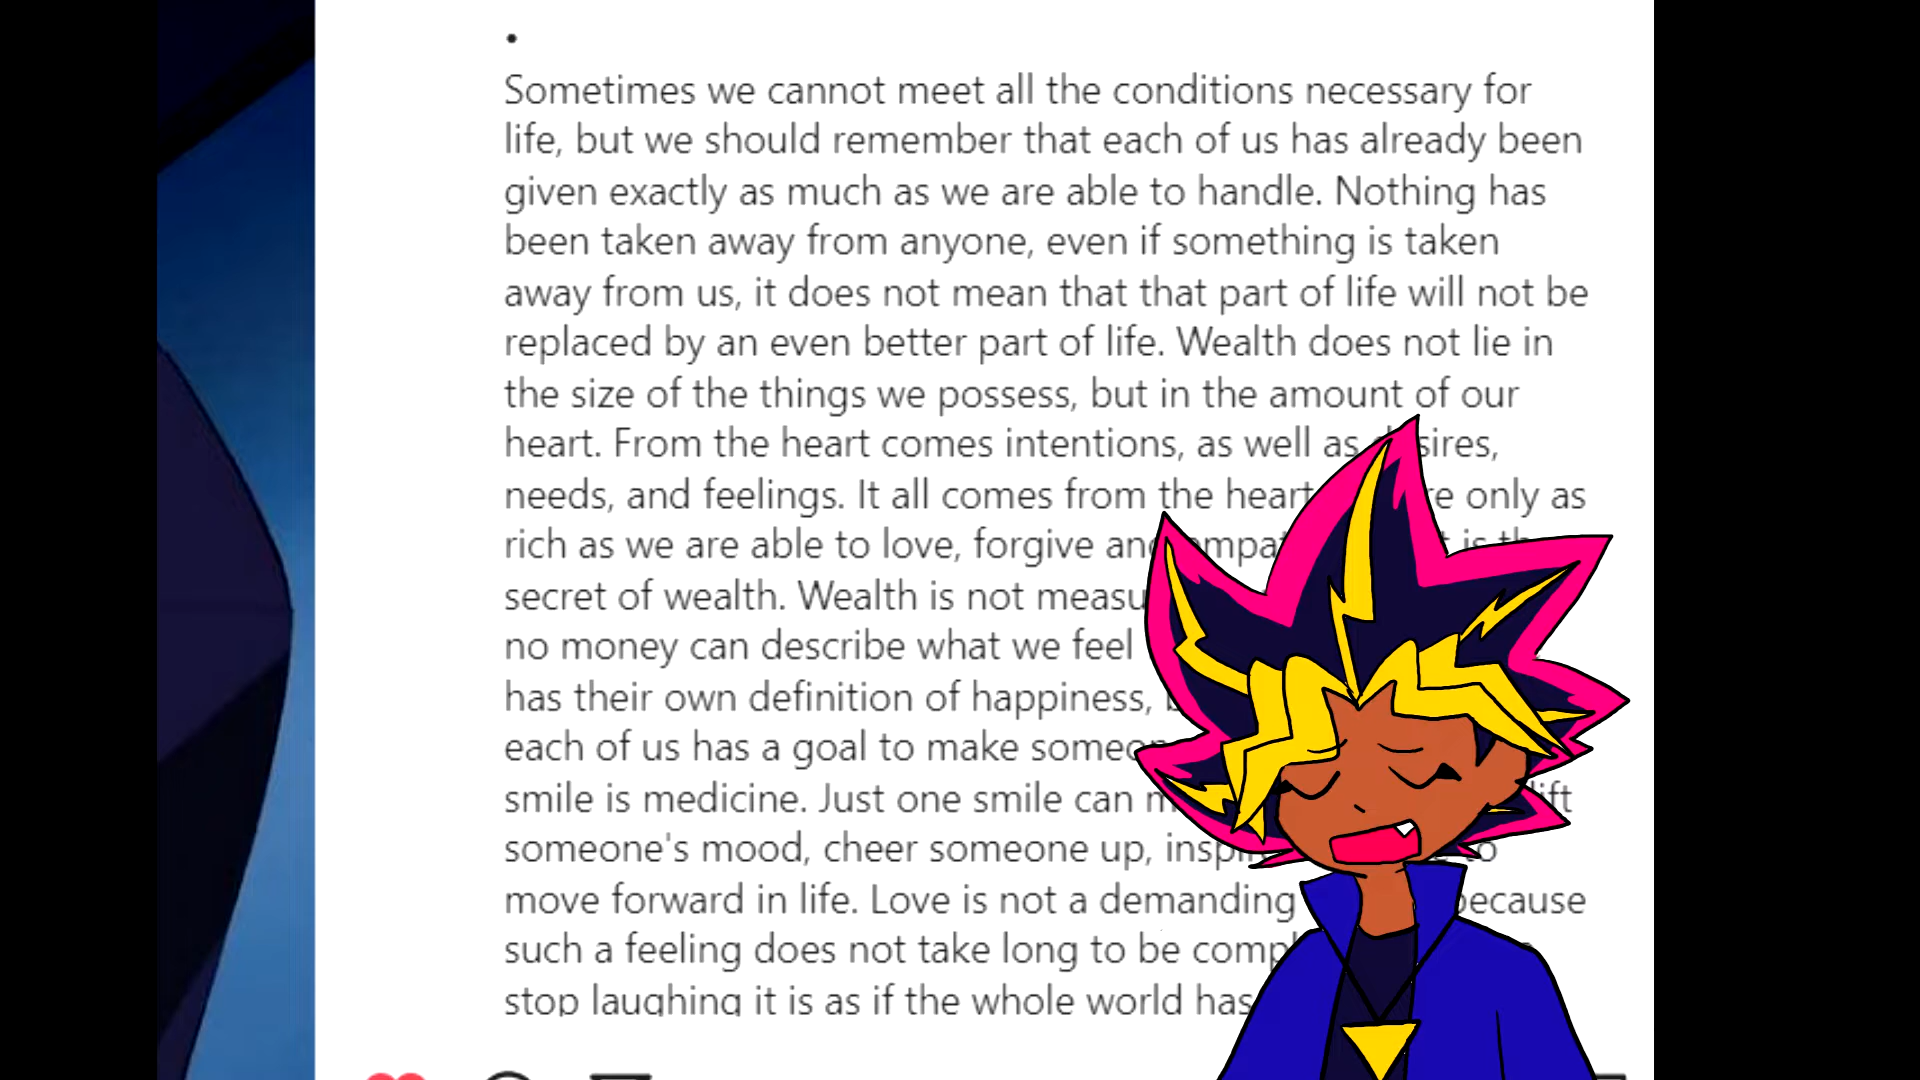 Sometimes we cannot meet all the conditions necessary for
life, but we should remember that each of us has already been
given exactly as much as we are able to handle. Nothing has
been taken away from anyone, even if something is taken
away from us, it does not mean that that part of life will not be
replaced by an even better part of life. Wealth does not lie in
the size of the things we possess, but in the amount of our
heart. From the heart comes intentions, as well as desires,
needs, and feelings. It all comes from the heart only as
rich as we are able to love, forgive is
secret of wealth. Wealth is not
no money can describe what we feel
has their own definition of happiness,
each of us has a goal to make
smile is medicine. Just one smile can lift
someone's mood, cheer someone up, to
move forward in life. Love is not a demanding because
such a feeling does not take long to be
stop laughing it is as if the whole world has